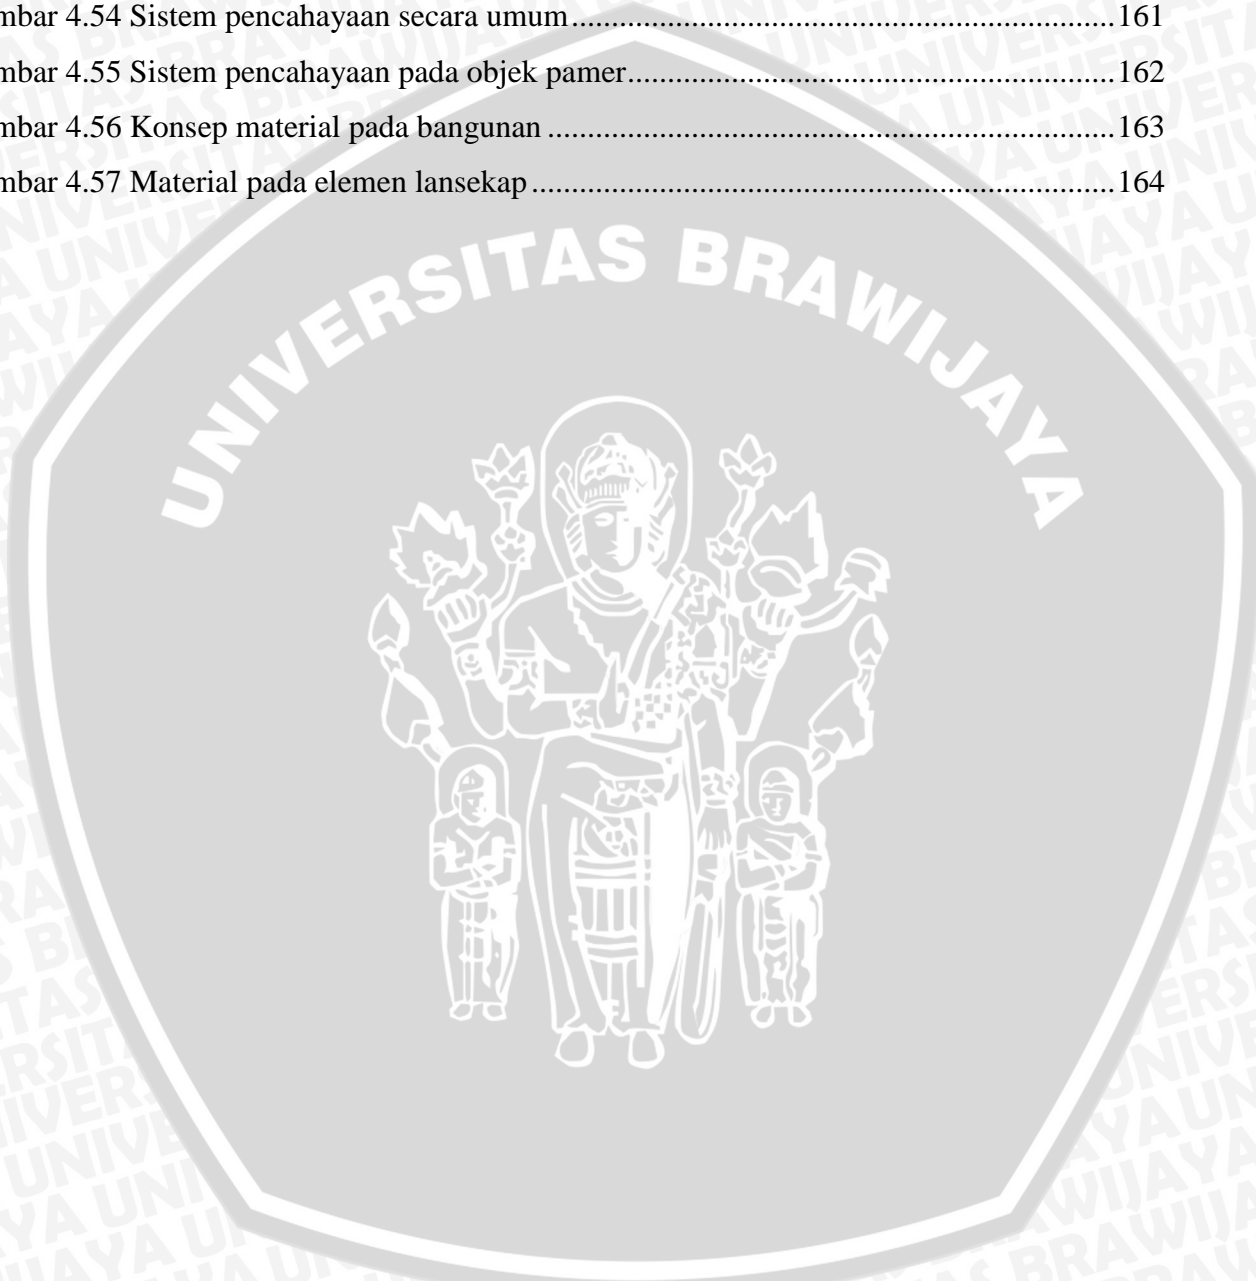 mbar 4.54 Sistem pencahayaan secara umum....................................................................161
mbar 4.55 Sistem pencahayaan pada objek pamer.............................................................162
mbar 4.56 Konsep material pada bangunan.......................................................................163
mbar 4.57 Material pada elemen lansekap.........................................................................164
UNIVERSITAS BRAWIJAYA